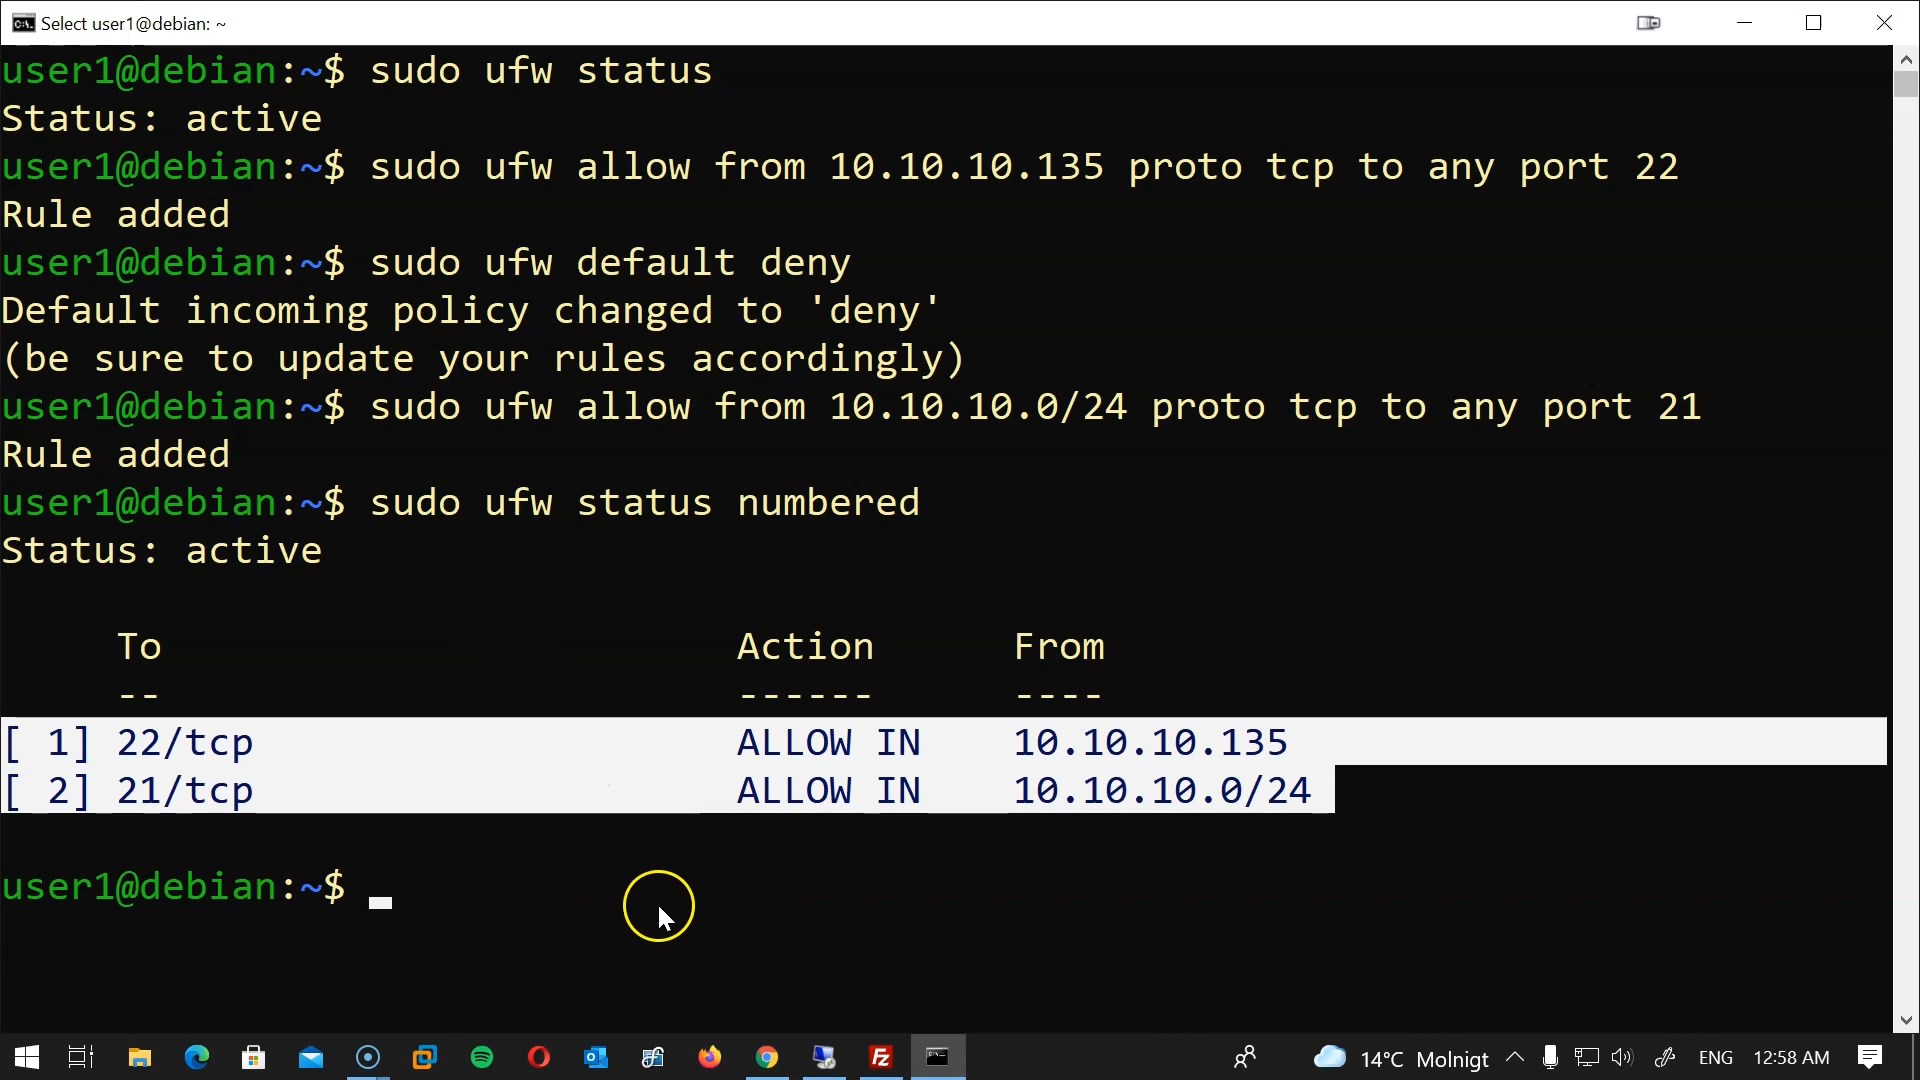 Select user1@debian: ~
user1@debian:~$ sudo ufw status
Status: active
user1@debian:~$ sudo ufw allow from 10.10.10.135 proto tcp to any port 22
Rule added
user1@debian:~$ sudo ufw default deny
Default incoming policy changed to 'deny'
(be sure to update your rules accordingly)
user1@debian:~$ sudo ufw allow from 10.10.10.0/24 proto tcp to any port 21
Rule added
user1@debian:~$ sudo ufw status numbered
Status: active
To Action From
-- ------ ----
[ 1] 22/tcp ALLOW IN 10.10.10.135
[ 2] 21/tcp ALLOW IN 10.10.10.0/24
user1@debian:~$
14°C Molnigt ENG 12:58 AM